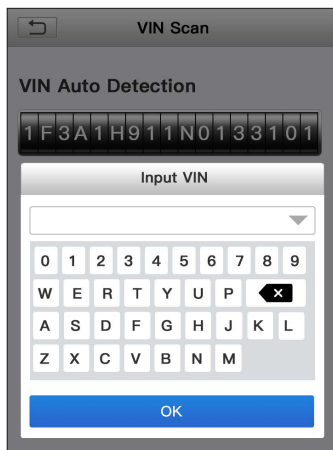 VIN Scan
VIN Auto Detection
1F3A1H911N0133101
Input VIN
0 1 2 3 4 5 6 7 8 9
W E R T Y U P
A S D F G H J K L
Z X C V B N M
OK